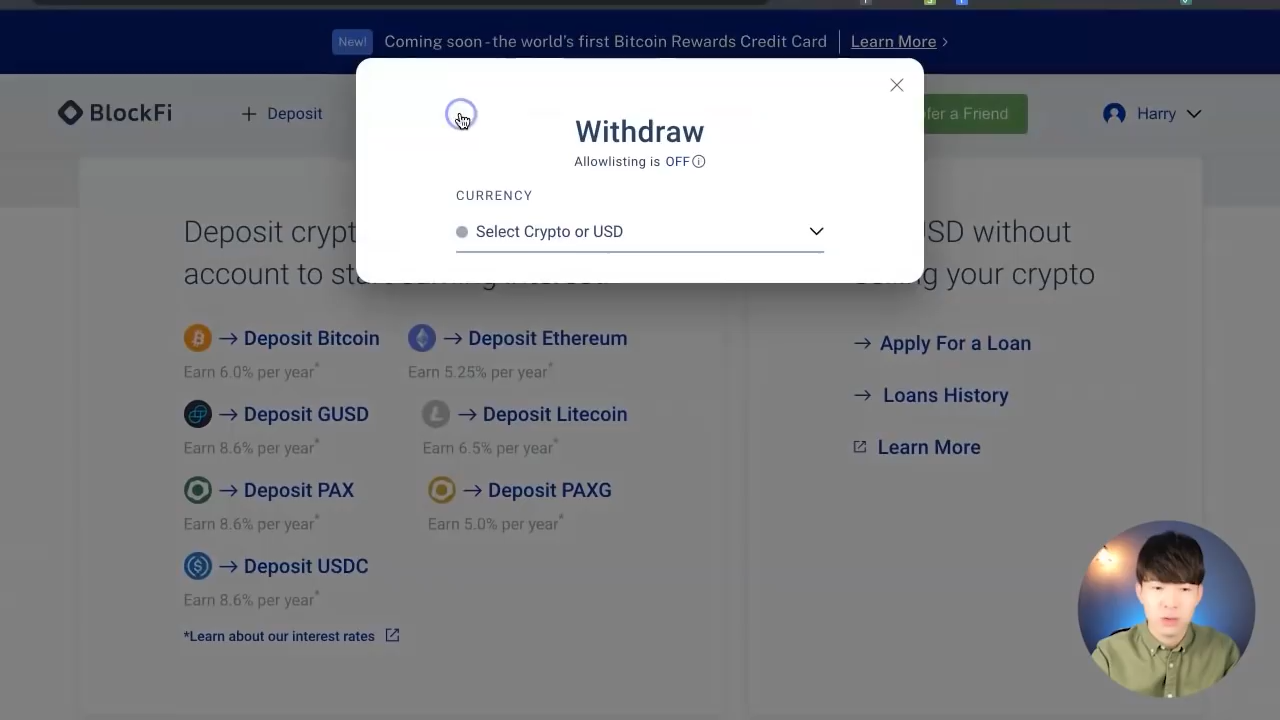 New! Coming soon - the world's first Bitcoin Rewards Credit Card Learn More >
BlockFi
+ Deposit
fer a Friend
Harry
Withdraw
Allowlisting is OFF
CURRENCY
Select Crypto or USD
Deposit crypt
account to
SD without
g your crypto
→ Deposit Bitcoin
Earn 6.0% per year*
→ Deposit Ethereum
Earn 5.25% per year*
→ Deposit GUSD
Earn 8.6% per year*
→ Deposit Litecoin
Earn 6.5% per year*
→ Deposit PAX
Earn 8.6% per year*
→ Deposit PAXG
Earn 5.0% per year*
→ Deposit USDC
Earn 8.6% per year*
*Learn about our interest rates
→ Apply For a Loan
→ Loans History
Learn More